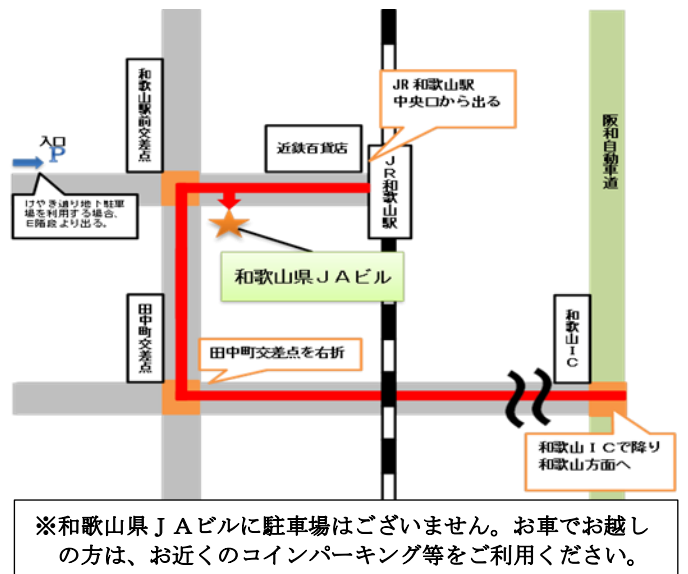 和歌山駅前交差点
JR 和歌山駅
中央口から出る
阪和自動車道
入口
P
近鉄百貨店
JR和歌山駅
けやき通り地下駐車
場を利用する場合、
E階段より出る。
和歌山県ＪＡビル
田中町交差点
和歌山IC
田中町交差点を右折
和歌山ＩＣで降り
和歌山方面へ
※和歌山県ＪＡビルに駐車場はございません。お車でお越し
の方は、お近くのコインパーキング等をご利用ください。